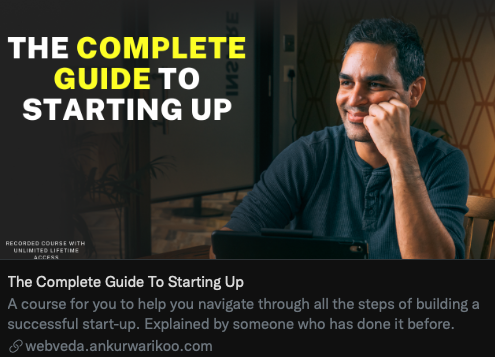 THE COMPLETE
GUIDE TO
STARTING UP
INSPIRE
RECORDED COURSE WITH
UNLIMITED LIFETIME
ACCESS
The Complete Guide To Starting Up
A course for you to help you navigate through all the steps of building a
successful start-up. Explained by someone who has done it before.
webveda.ankurwarikoo.com